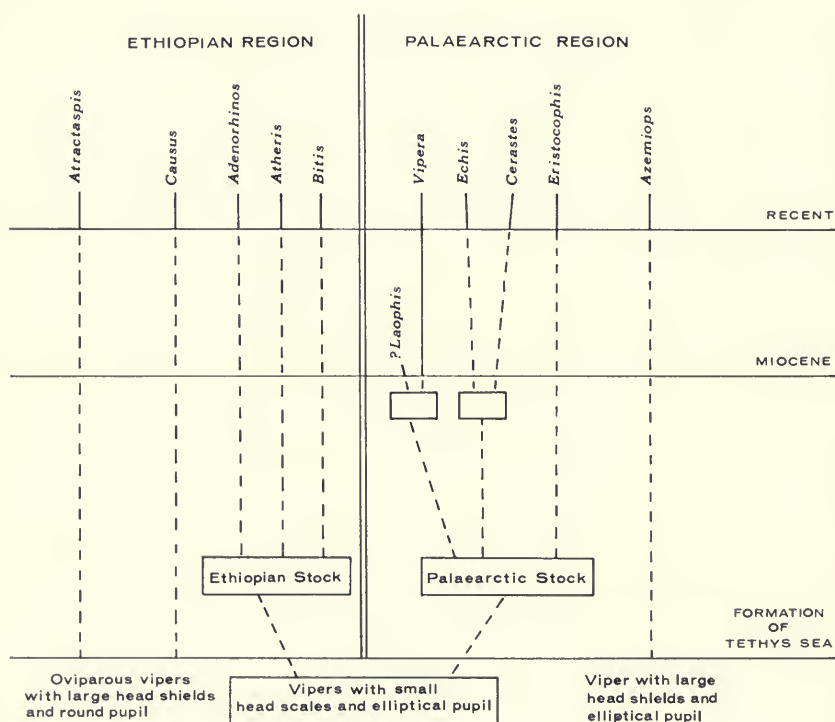 ETHIOPIAN REGION
PALAEARCTIC REGION
Atractaspis
Causus
Adenorhinos
Atheris
Bitis
Vipera
Echis
Cerastes
Eristocophis
Azemiops
RECENT
?Laophis
MIOCENE
Ethiopian Stock
Palaearctic Stock
FORMATION
OF
TETHYS SEA
Oviparous vipers
with large head shields
and round pupil
Vipers with small
head scales and elliptical pupil
Viper with large
head shields and
elliptical pupil